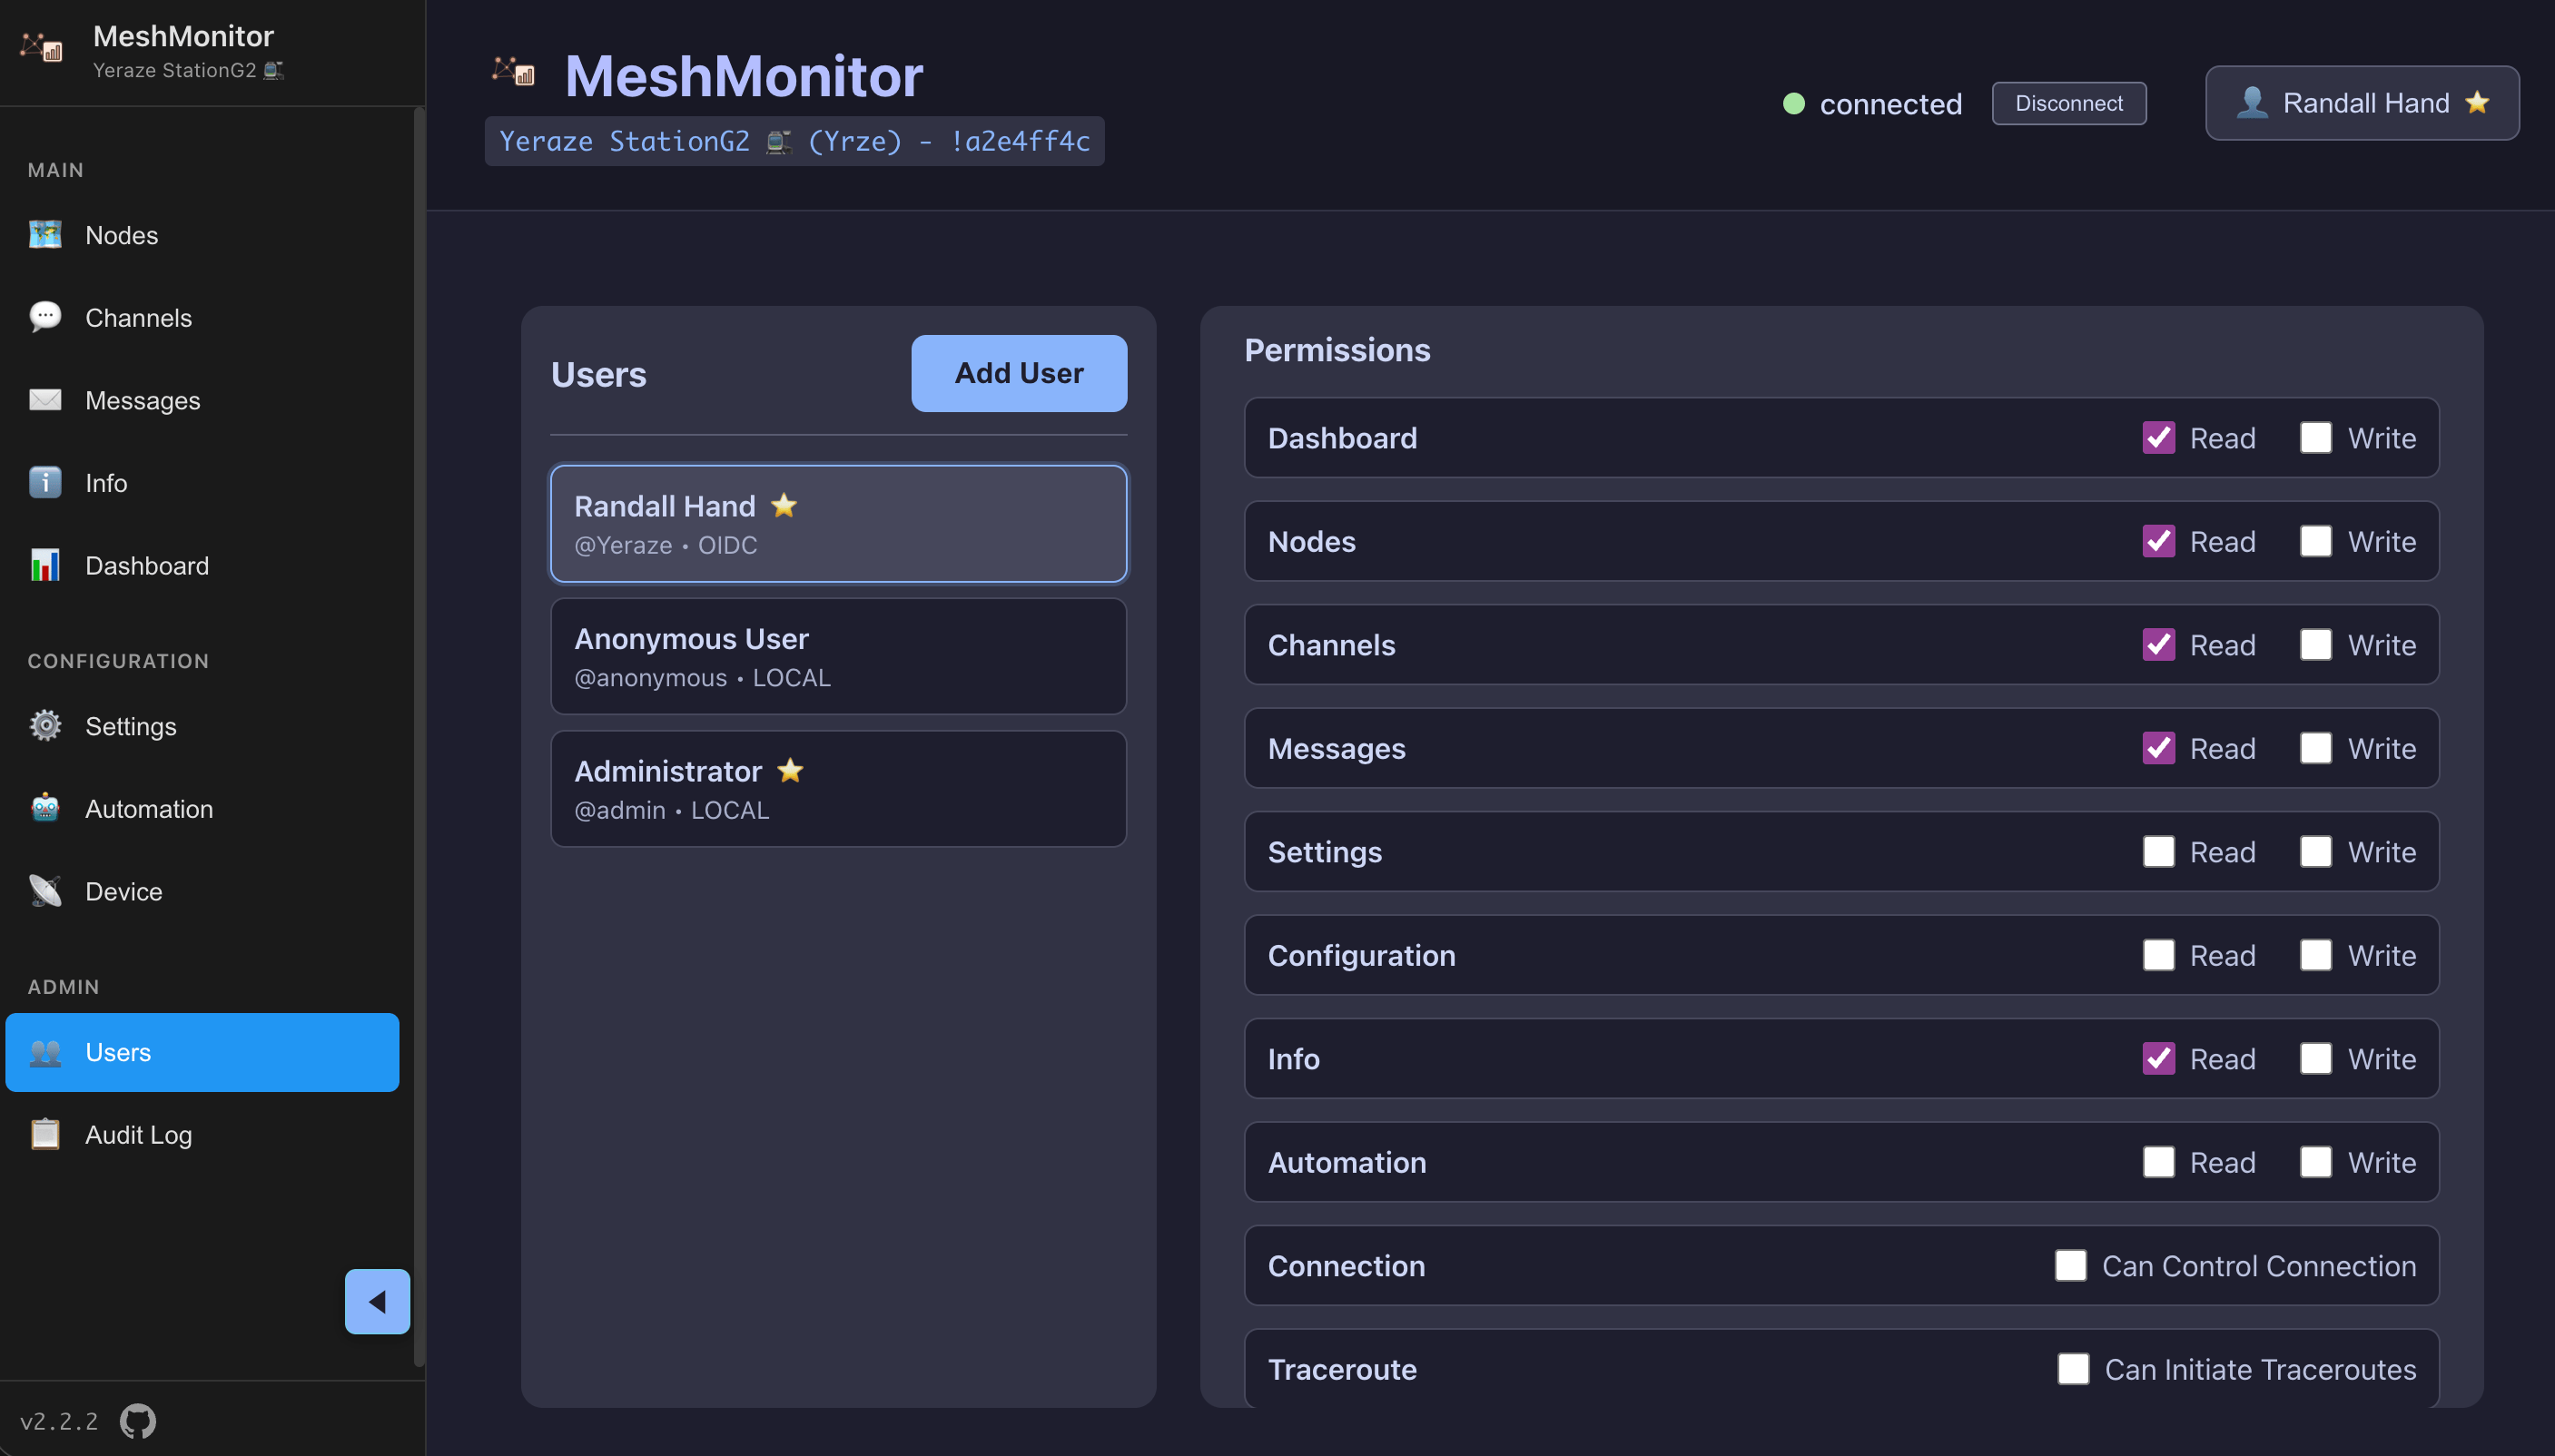 MeshMonitor
Yeraze StationG2
MAIN
Nodes
Channels
Messages
Info
Dashboard
CONFIGURATION
Settings
Automation
Device
ADMIN
Users
Audit Log
v2.2.2
MeshMonitor
Yeraze StationG2 (Yrze) - !a2e4ff4c
connected
Disconnect
Randall Hand
Users
Add User
Randall Hand
@Yeraze • OIDC
Anonymous User
@anonymous • LOCAL
Administrator
@admin • LOCAL
Permissions
Dashboard Read Write
Nodes Read Write
Channels Read Write
Messages Read Write
Settings Read Write
Configuration Read Write
Info Read Write
Automation Read Write
Connection Can Control Connection
Traceroute Can Initiate Traceroutes